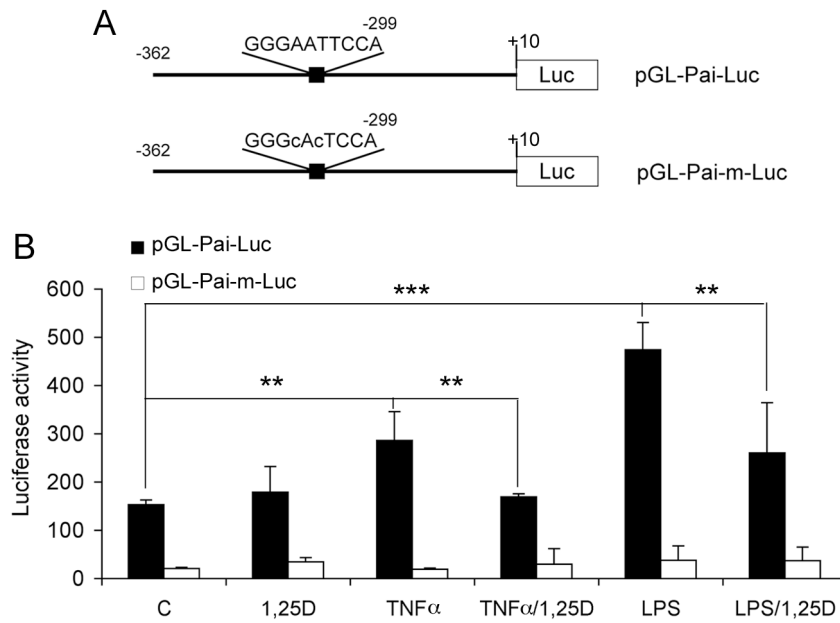 A
-362
GGGAATTCCA
-299
+10
Luc
pGL-Pai-Luc
-362
GGGcAcTCCA
-299
+10
Luc
pGL-Pai-m-Luc
B
pGL-Pai-Luc
pGL-Pai-m-Luc
Luciferase activity
600
500
400
300
200
100
0
***
**
**
**
C
1,25D
TNFα
TNFα/1,25D
LPS
LPS/1,25D